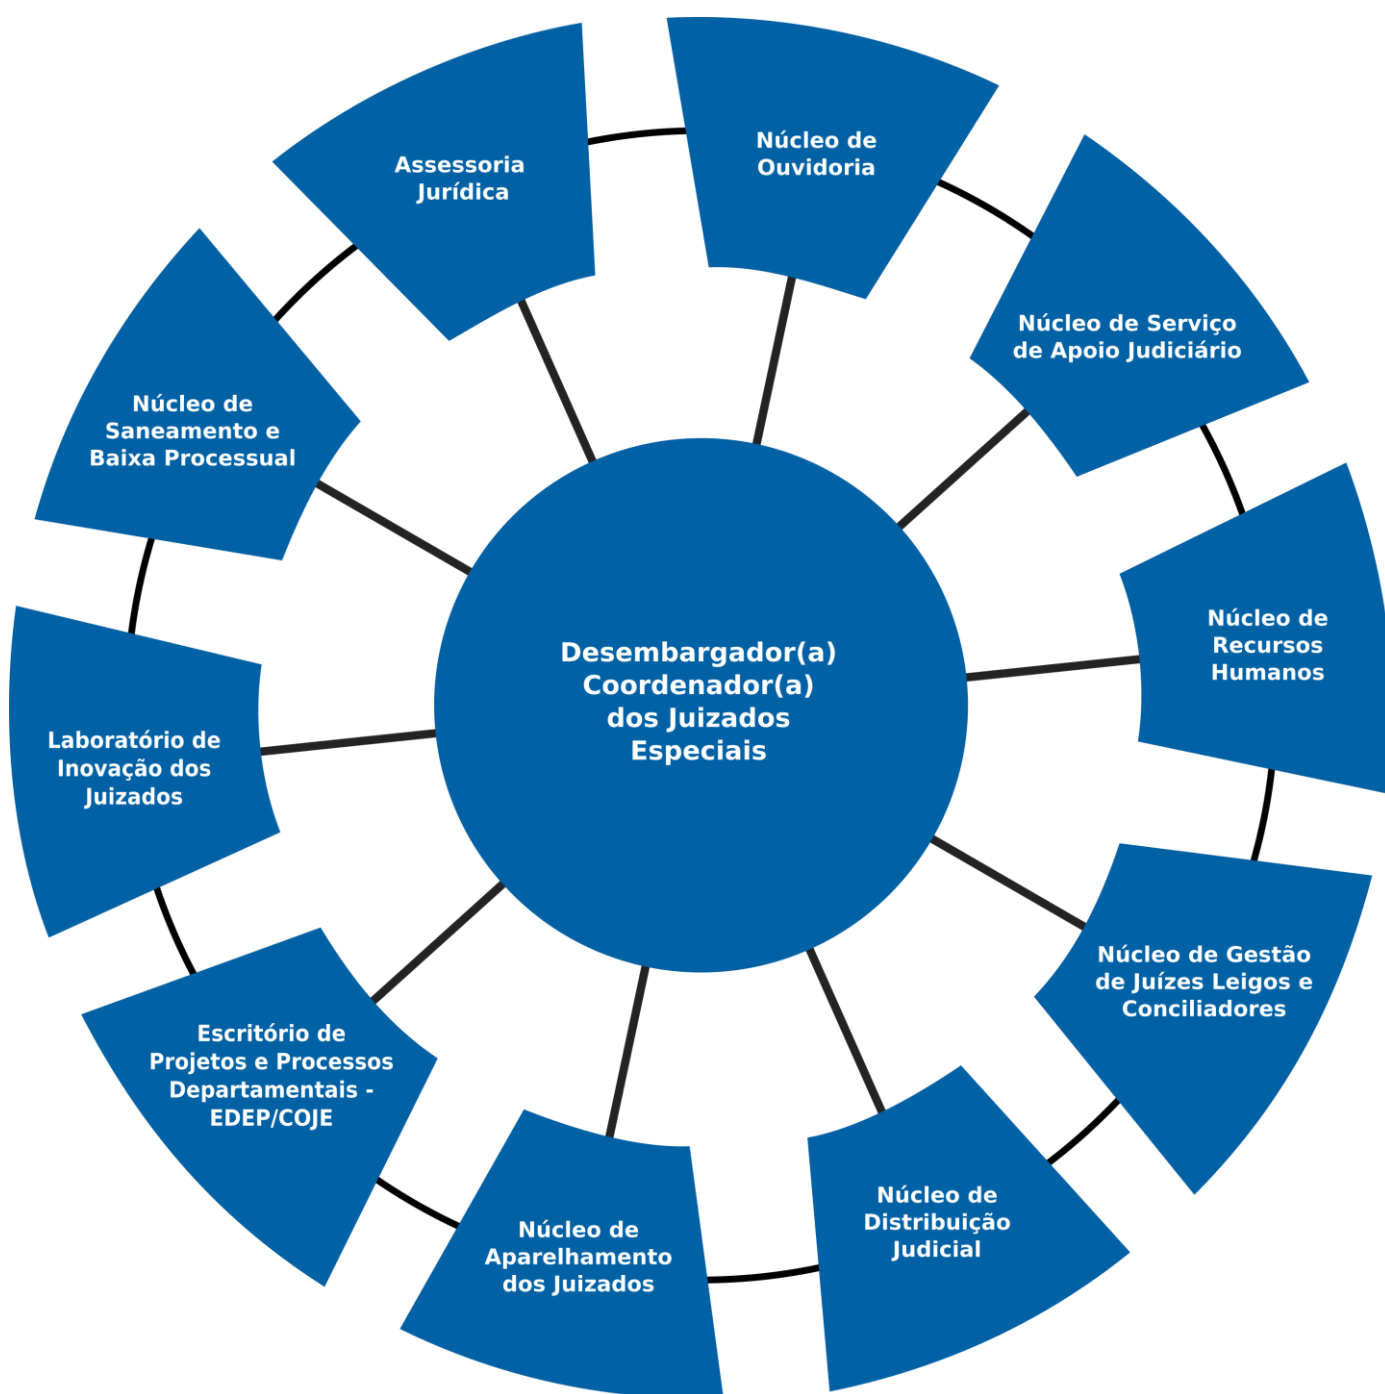 Desembargador(a)
Coordenador(a)
dos Juizados
Especiais
Núcleo de
Ouvidoria
Núcleo de Serviço
de Apoio Judiciário
Núcleo de
Recursos
Humanos
Núcleo de Gestão
de Juízes Leigos e
Conciliadores
Núcleo de
Distribuição
Judicial
Núcleo de
Aparelhamento
dos Juizados
Escritório de
Projetos e Processos
Departamentais -
EDEP/COJE
Laboratório de
Inovação dos
Juizados
Núcleo de
Saneamento e
Baixa Processual
Assessoria
Jurídica